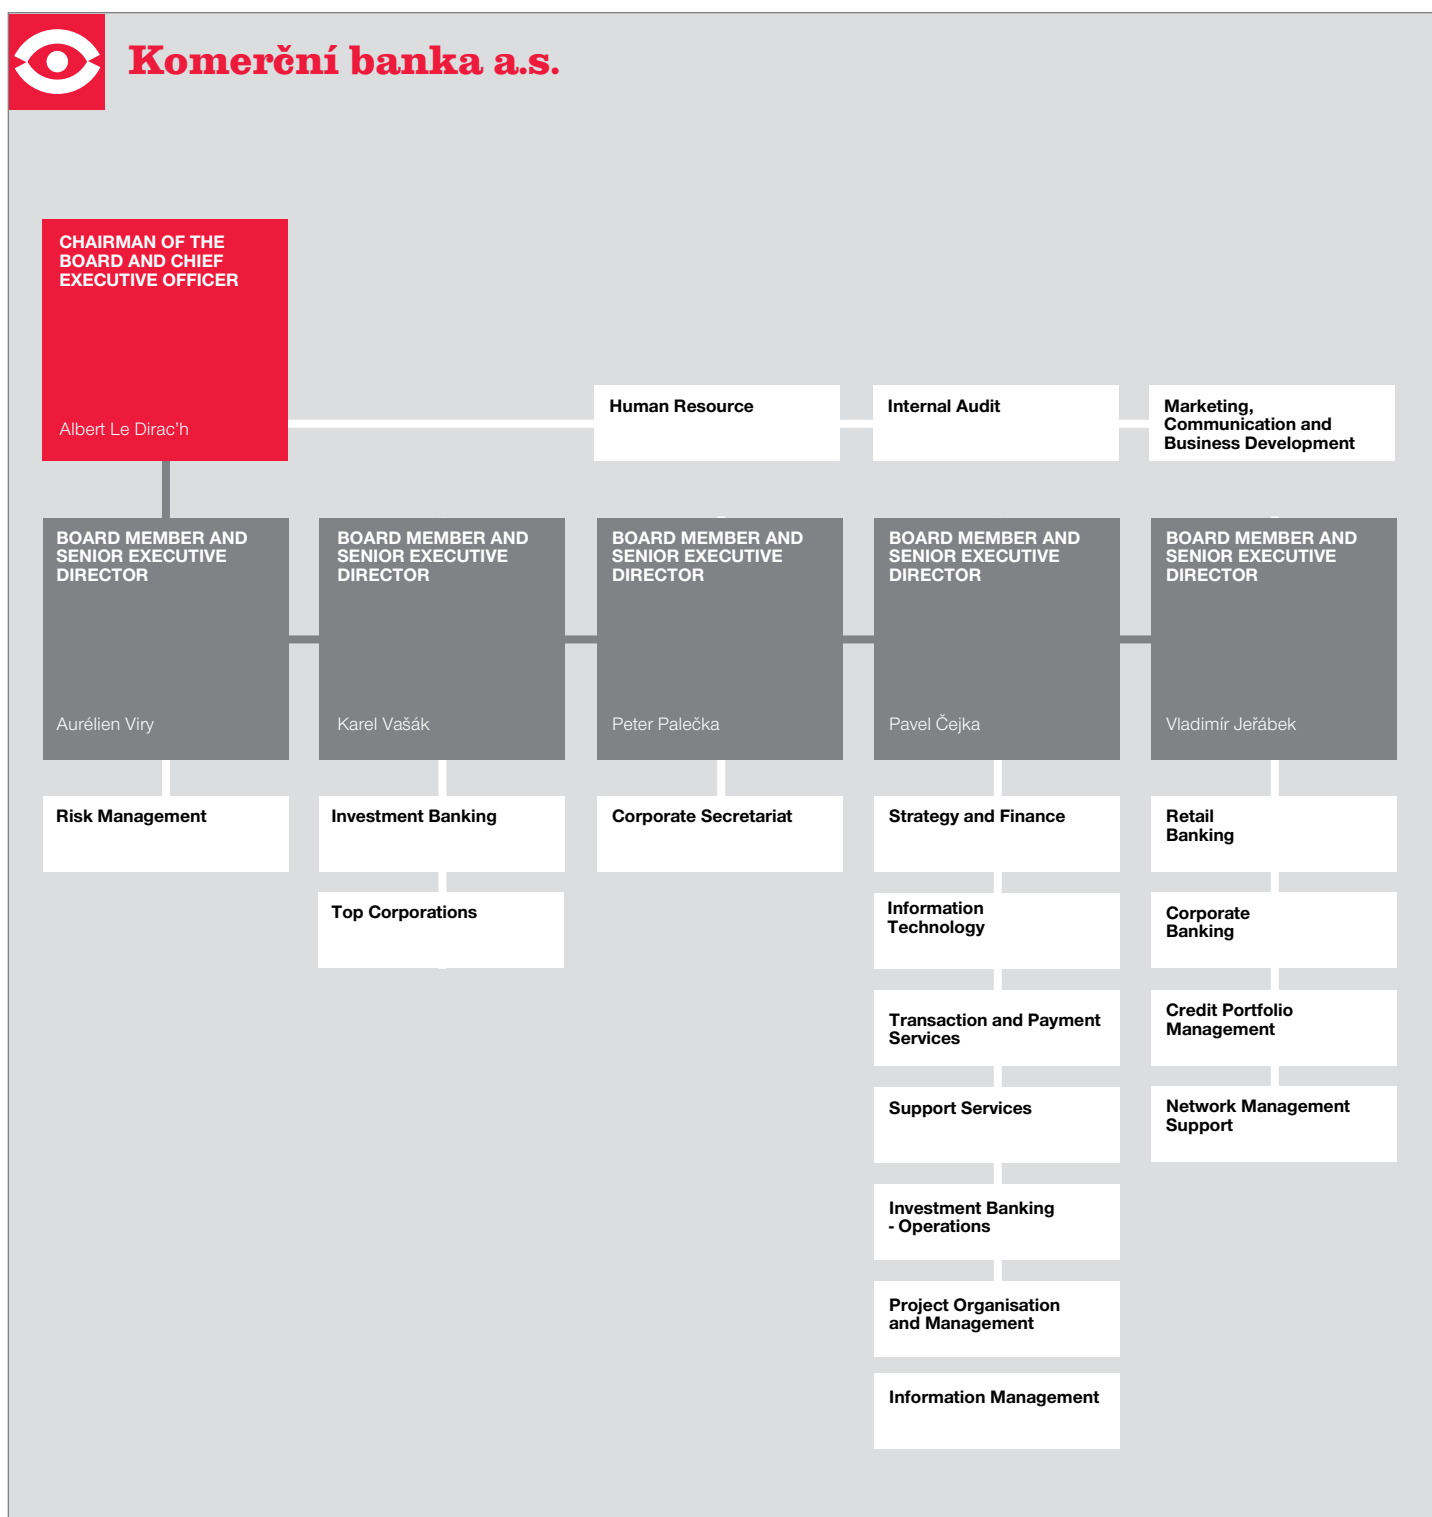 Komerční banka a.s.
CHAIRMAN OF THE
BOARD AND CHIEF
EXECUTIVE OFFICER
Albert Le Dirac'h
Human Resource
Internal Audit
Marketing,
Communication and
Business Development
BOARD MEMBER AND
SENIOR EXECUTIVE
DIRECTOR
Aurélien Viry
BOARD MEMBER AND
SENIOR EXECUTIVE
DIRECTOR
Karel Vašák
BOARD MEMBER AND
SENIOR EXECUTIVE
DIRECTOR
Peter Palečka
BOARD MEMBER AND
SENIOR EXECUTIVE
DIRECTOR
Pavel Čejka
BOARD MEMBER AND
SENIOR EXECUTIVE
DIRECTOR
Vladimír Jeřábek
Risk Management
Investment Banking
Top Corporations
Corporate Secretariat
Strategy and Finance
Information
Technology
Transaction and Payment
Services
Support Services
Investment Banking
- Operations
Project Organisation
and Management
Information Management
Retail
Banking
Corporate
Banking
Credit Portfolio
Management
Network Management
Support